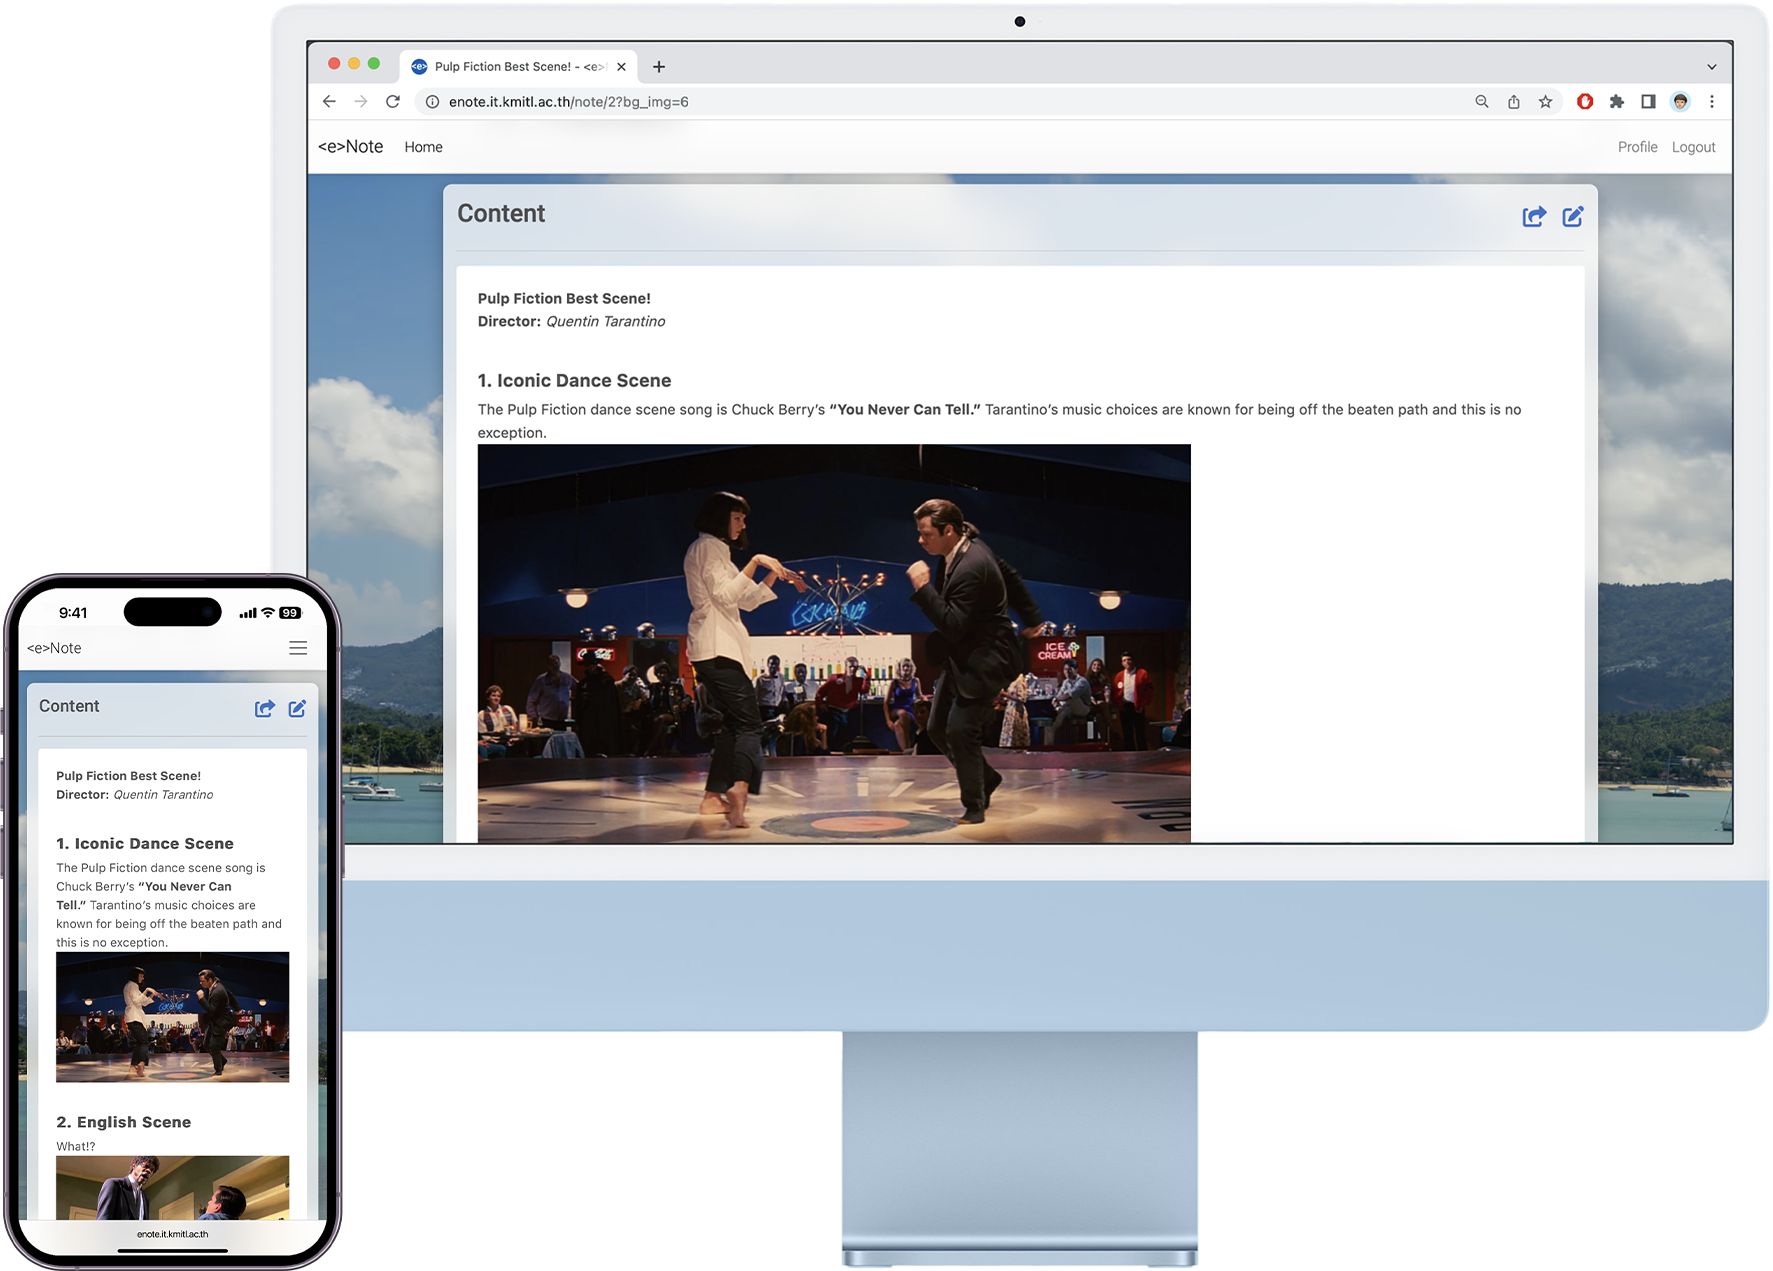 Pulp Fiction Best Scene! - <e>
enote.it.kmitl.ac.th/note/2?bg_img=6
<e>Note Home Profile Logout
Content
Pulp Fiction Best Scene!
Director: Quentin Tarantino
1. Iconic Dance Scene
The Pulp Fiction dance scene song is Chuck Berry’s “You Never Can Tell.” Tarantino’s music choices are known for being off the beaten path and this is no
exception.
ICE
CREAM
9:41 99
<e>Note
Content
Pulp Fiction Best Scene!
Director: Quentin Tarantino
1. Iconic Dance Scene
The Pulp Fiction dance scene song is
Chuck Berry’s “You Never Can
Tell.” Tarantino’s music choices are
known for being off the beaten path and
this is no exception.
2. English Scene
What!?
enote.it.kmitl.ac.th